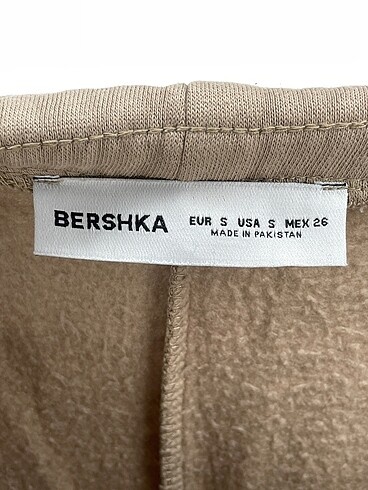 BERSHKA
EUR S USA S MEX 26
MADE IN PAKISTAN